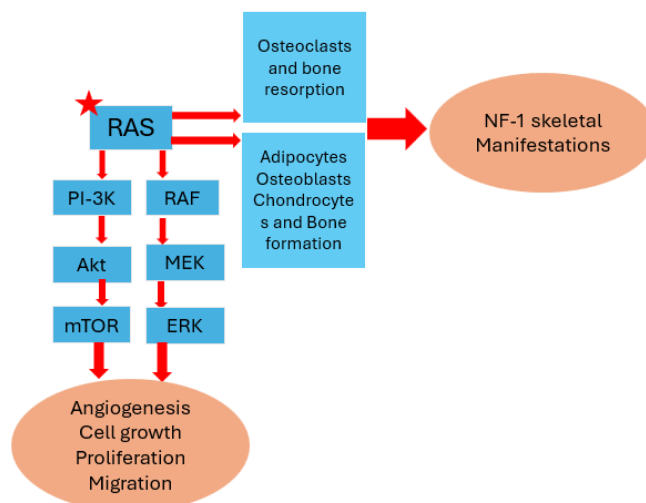 Osteoclasts
and bone
resorption
RAS
NF-1 skeletal
Manifestations
Adipocytes
Osteoblasts
Chondrocyte
s and Bone
formation
PI-3K
RAF
Akt
MEK
mTOR
ERK
Angiogenesis
Cell growth
Proliferation
Migration